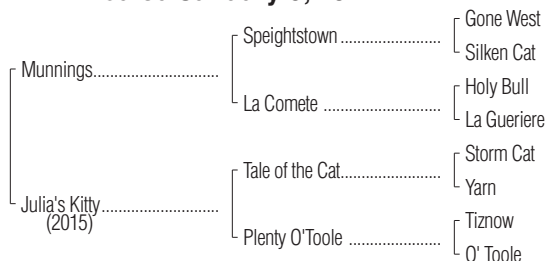 Gone West
Speightstown
Silken Cat
Munnings
Holy Bull
La Comete
La Gueriere
Storm Cat
Tale of the Cat
Yarn
Julia's Kitty
(2015)
Tiznow
Plenty O'Toole
O' Toole